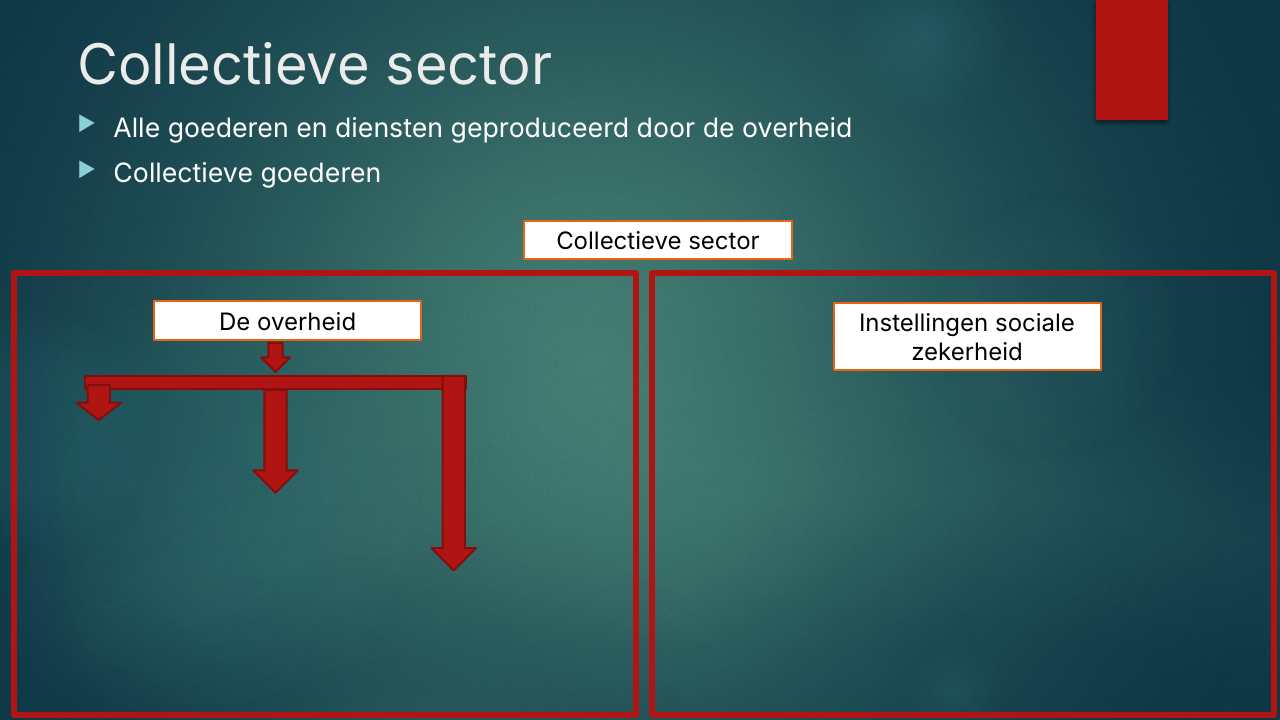 Collectieve sector
Alle goederen en diensten geproduceerd door de overheid
Collectieve goederen
Collectieve sector
De overheid
Instellingen sociale
zekerheid